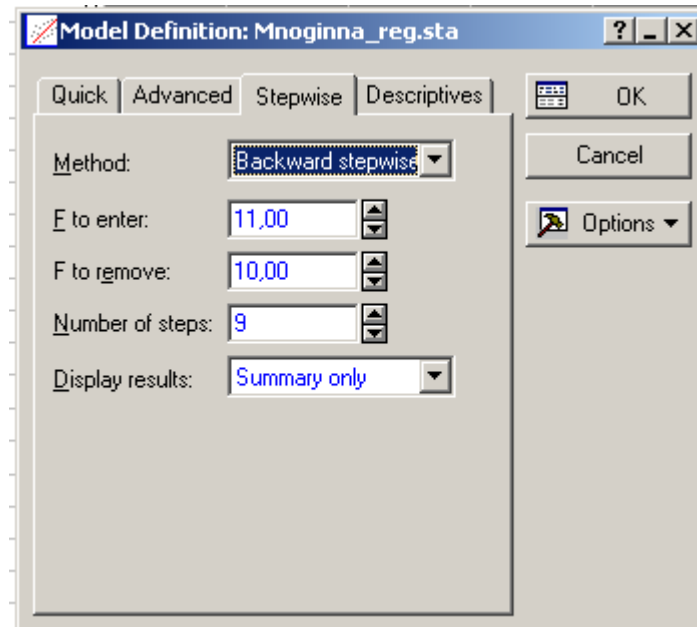 Model Definition: Mnoginna_reg.sta
Quick Advanced Stepwise Descriptives
OK
Cancel
Options
Method: Backward stepwise
F to enter: 11,00
F to remove: 10,00
Number of steps: 9
Display results: Summary only